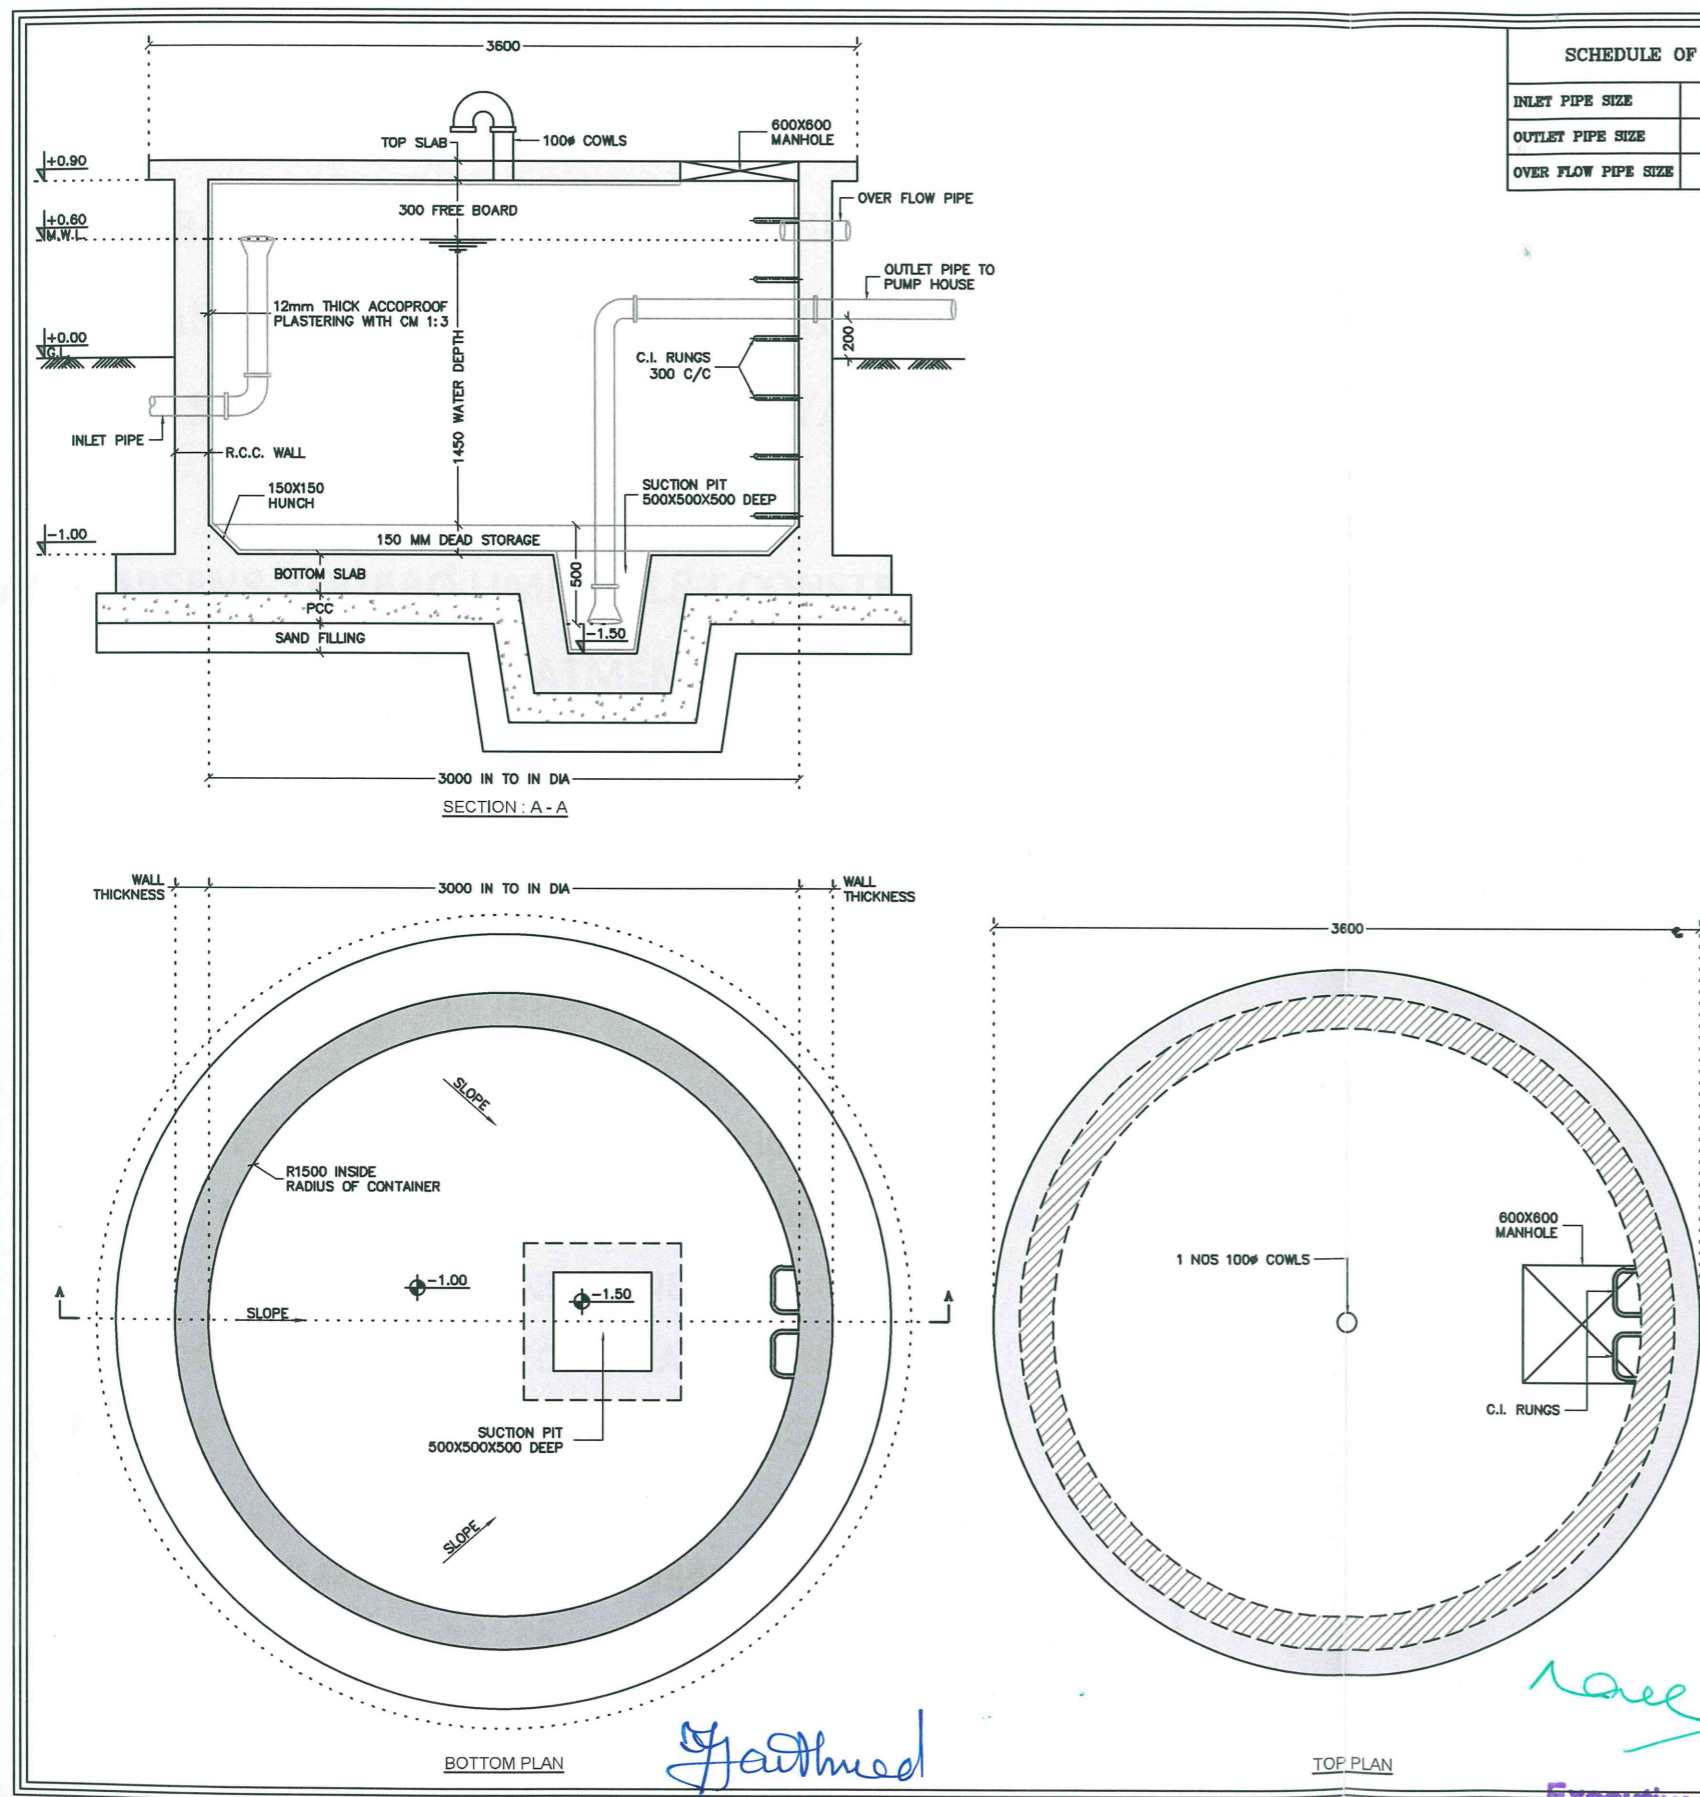 3600
SCHEDULE OF
INLET PIPE SIZE
OUTLET PIPE SIZE
OVER FLOW PIPE SIZE
TOP SLAB
100ø COWLS
600X600
MANHOLE
+0.90
300 FREE BOARD
OVER FLOW PIPE
+0.60
M.W.L.
OUTLET PIPE TO
PUMP HOUSE
12mm THICK ACCOPROOF
PLASTERING WITH CM 1:3
+0.00
G.L.
200
1450 WATER DEPTH
C.I. RUNGS
300 C/C
INLET PIPE
R.C.C. WALL
150X150
HUNCH
SUCTION PIT
500X500X500 DEEP
-1.00
150 MM DEAD STORAGE
500
BOTTOM SLAB
PCC
SAND FILLING
-1.50
3000 IN TO IN DIA
SECTION : A - A
WALL
THICKNESS
3000 IN TO IN DIA
WALL
THICKNESS
SLOPE
R1500 INSIDE
RADIUS OF CONTAINER
-1.00
-1.50
A
A
SLOPE
SUCTION PIT
500X500X500 DEEP
SLOPE
BOTTOM PLAN
3600
600X600
MANHOLE
1 NOS 100ø COWLS
C.I. RUNGS
TOP PLAN